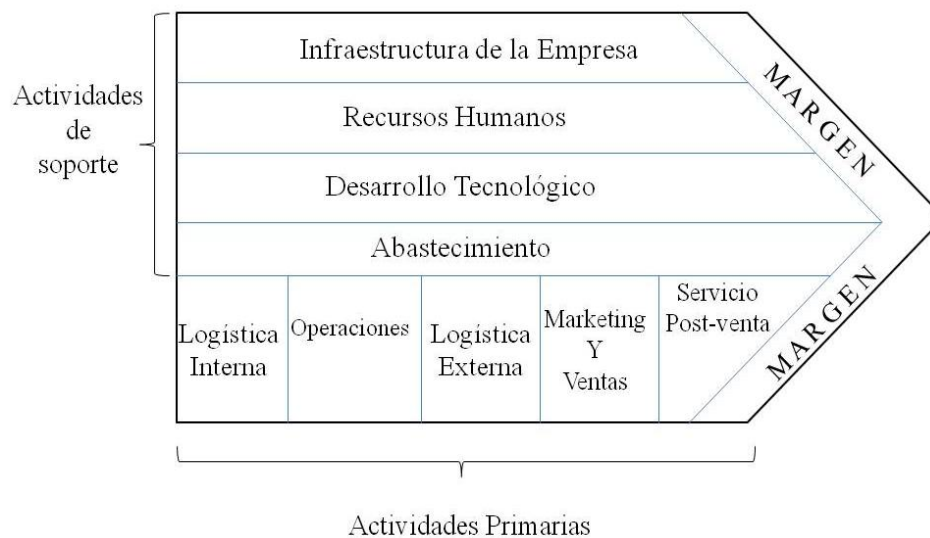 Actividades
de
soporte
Infraestructura de la Empresa
Recursos Humanos
Desarrollo Tecnológico
Abastecimiento
MARGEN
MARGEN
Logística
Interna
Operaciones
Logística
Externa
Marketing
Y
Ventas
Servicio
Post-venta
Actividades Primarias